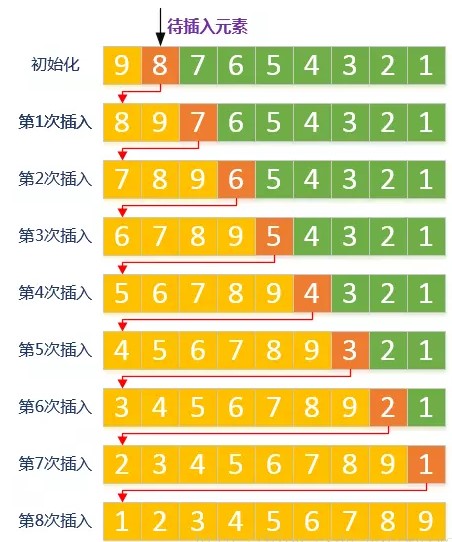 待插入元素
初始化 9 8 7 6 5 4 3 2 1
第1次插入 8 9 7 6 5 4 3 2 1
第2次插入 7 8 9 6 5 4 3 2 1
第3次插入 6 7 8 9 5 4 3 2 1
第4次插入 5 6 7 8 9 4 3 2 1
第5次插入 4 5 6 7 8 9 3 2 1
第6次插入 3 4 5 6 7 8 9 2 1
第7次插入 2 3 4 5 6 7 8 9 1
第8次插入 1 2 3 4 5 6 7 8 9